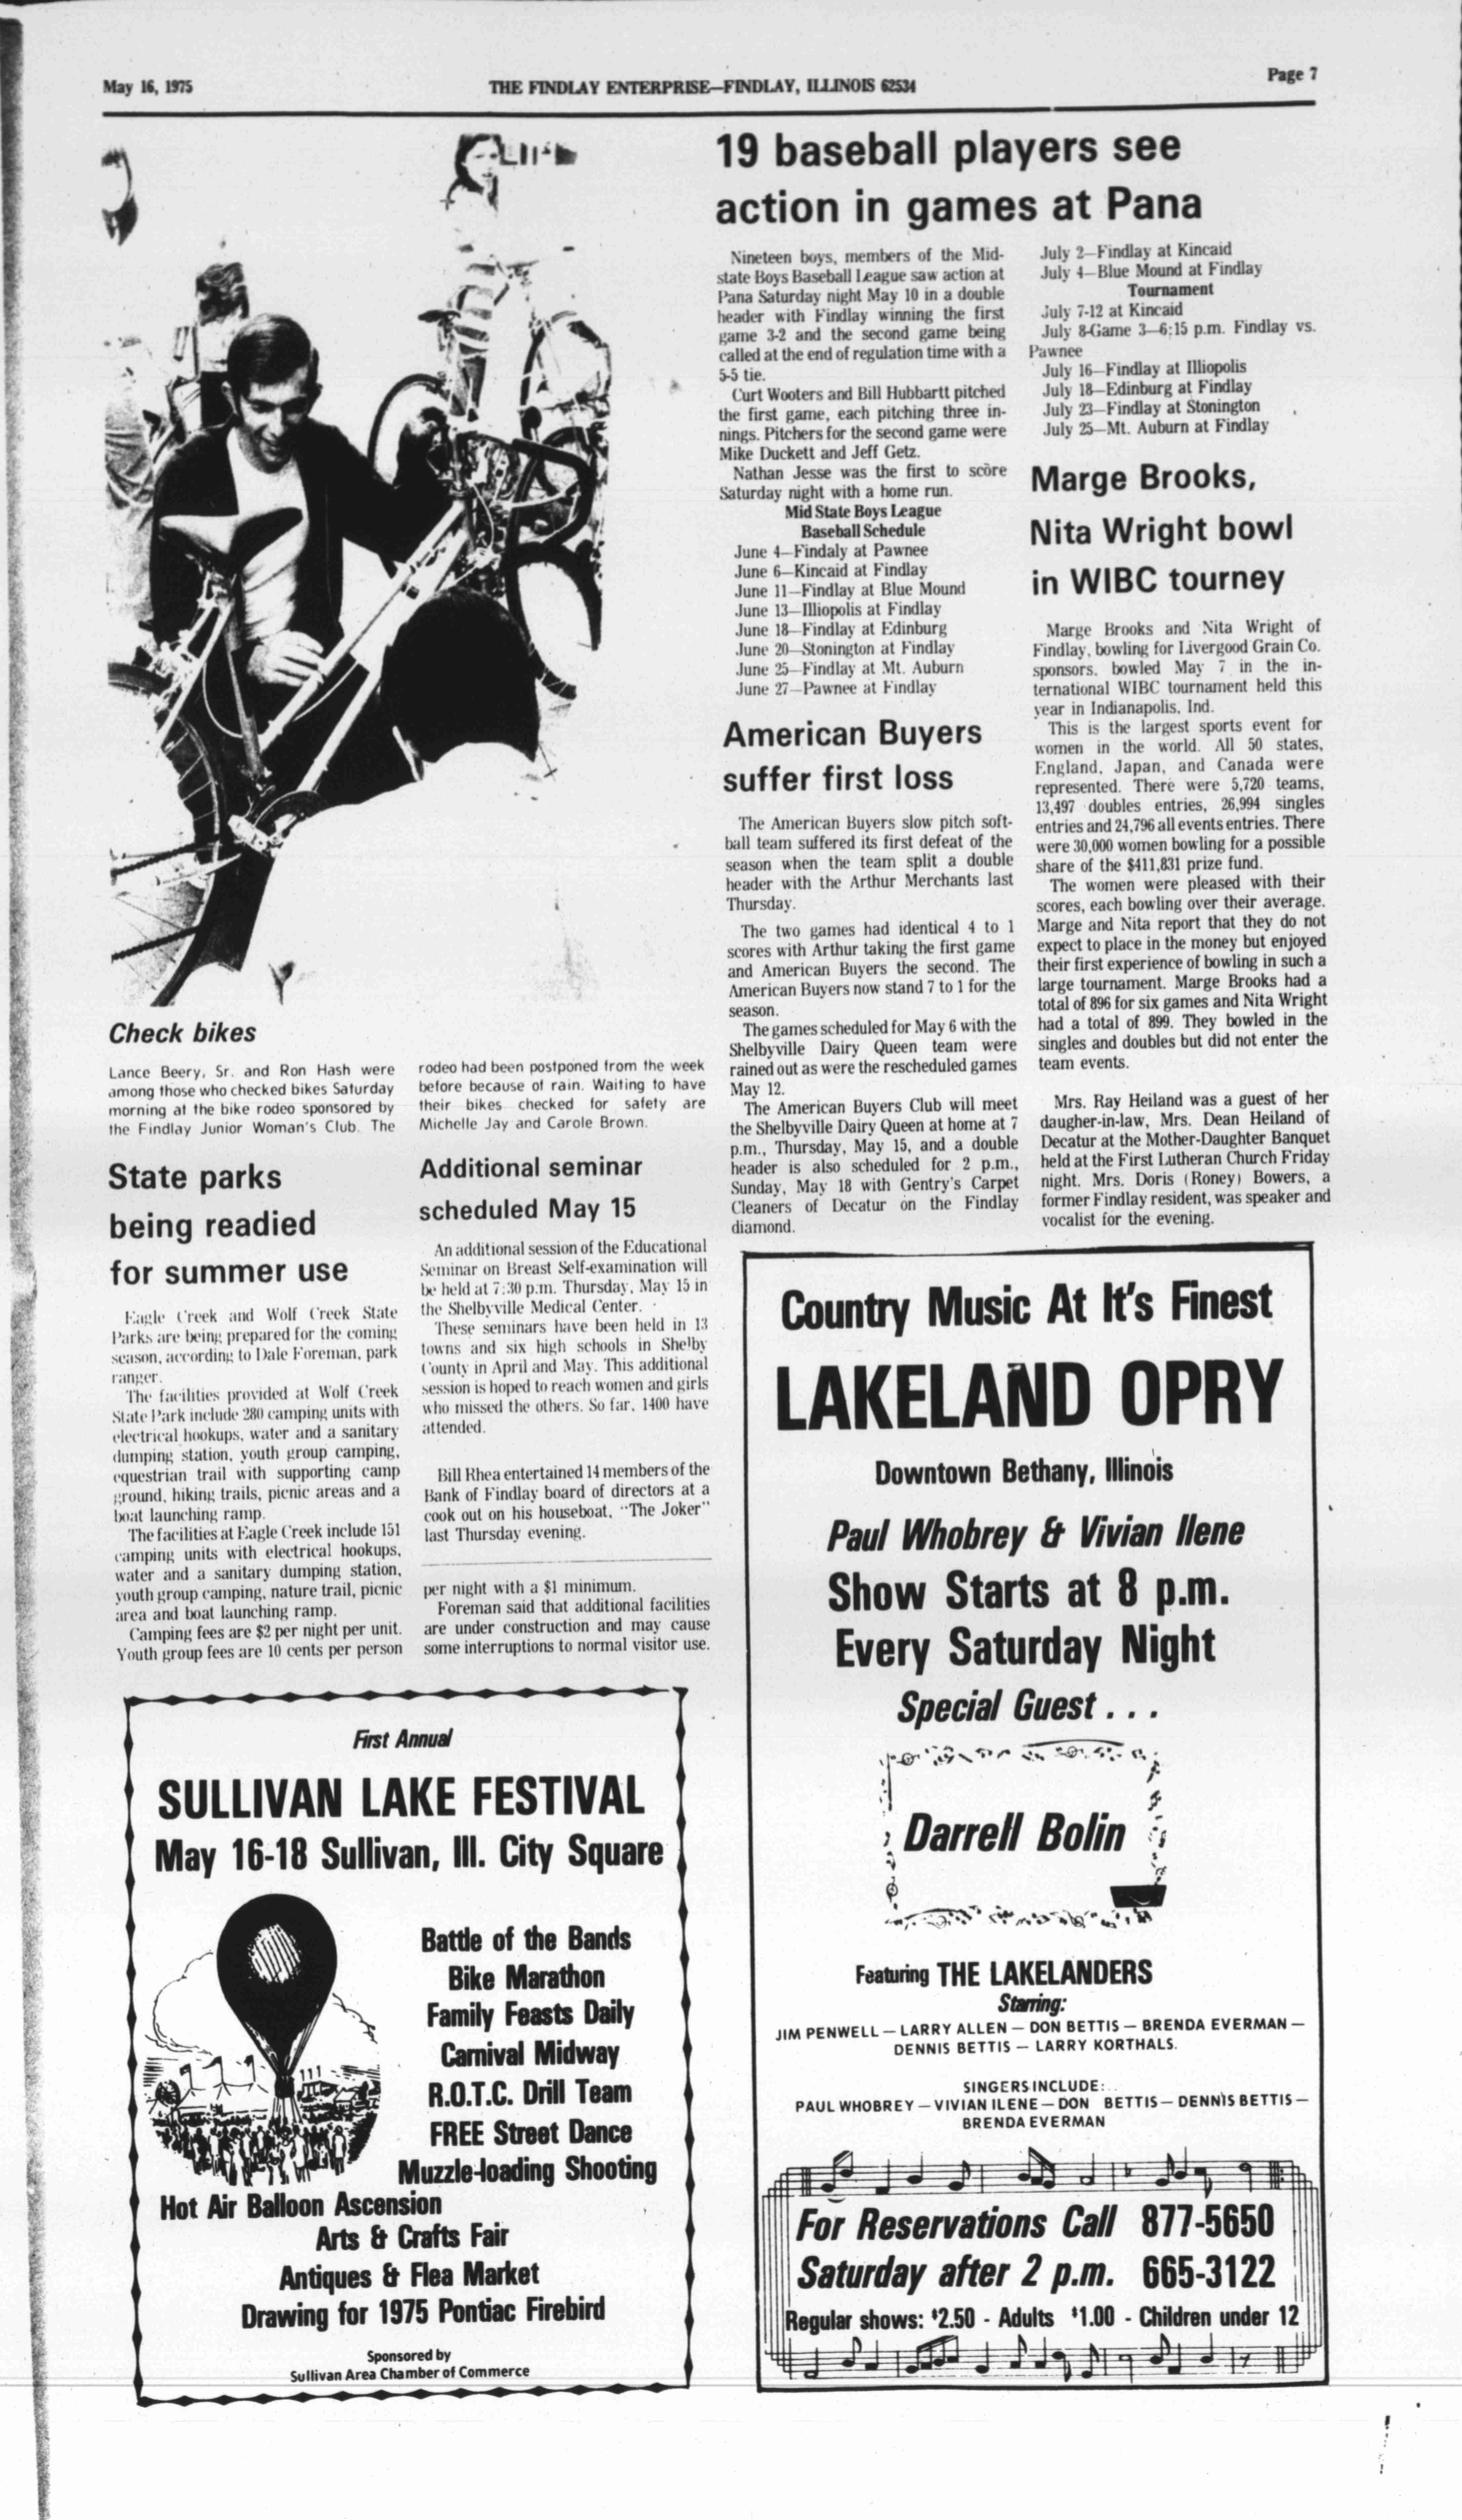 May 16, 1975
THE FINDLAY ENTERPRISE—FINDLAY, ILLINOIS 62534
Page 7
Check bikes
Lance Beery, Sr. and Ron Hash were
among those who checked bikes Saturday
morning at the bike rodeo sponsored by
the Findlay Junior Woman's Club. The
rodeo had been postponed from the week
before because of rain. Waiting to have
their bikes checked for safety are
Michelle Jay and Carole Brown.
State parks
being readied
for summer use
Eagle Creek and Wolf Creek State
Parks are being prepared for the coming
season, according to Dale Foreman, park
ranger.
The facilities provided at Wolf Creek
State Park include 280 camping units with
electrical hookups, water and a sanitary
dumping station, youth group camping,
equestrian trail with supporting camp
ground, hiking trails, picnic areas and a
boat launching ramp.
The facilities at Eagle Creek include 151
camping units with electrical hookups,
water and a sanitary dumping station,
youth group camping, nature trail, picnic
area and boat launching ramp.
Camping fees are $2 per night per unit.
Youth group fees are 10 cents per person
per night with a $1 minimum.
Foreman said that additional facilities
are under construction and may cause
some interruptions to normal visitor use.
Additional seminar
scheduled May 15
An additional session of the Educational
Seminar on Breast Self-examination will
be held at 7:30 p.m. Thursday, May 15 in
the Shelbyville Medical Center.
These seminars have been held in 13
towns and six high schools in Shelby
County in April and May. This additional
session is hoped to reach women and girls
who missed the others. So far, 1400 have
attended.
Bill Rhea entertained 14 members of the
Bank of Findlay board of directors at a
cook out on his houseboat, "The Joker"
last Thursday evening.
19 baseball players see
action in games at Pana
Nineteen boys, members of the Mid-
state Boys Baseball League saw action at
Pana Saturday night May 10 in a double
header with Findlay winning the first
game 3-2 and the second game being
called at the end of regulation time with a
5-5 tie.
Curt Wooters and Bill Hubbartt pitched
the first game, each pitching three in-
nings. Pitchers for the second game were
Mike Duckett and Jeff Getz.
Nathan Jesse was the first to score
Saturday night with a home run.
Mid State Boys League
Baseball Schedule
June 4—Findaly at Pawnee
June 6—Kincaid at Findlay
June 11—Findlay at Blue Mound
June 13—Illiopolis at Findlay
June 18—Findlay at Edinburg
June 20—Stonington at Findlay
June 25—Findlay at Mt. Auburn
June 27—Pawnee at Findlay
July 2—Findlay at Kincaid
July 4—Blue Mound at Findlay
Tournament
July 7-12 at Kincaid
July 8-Game 3—6:15 p.m. Findlay vs.
Pawnee
July 16—Findlay at Illiopolis
July 18—Edinburg at Findlay
July 23—Findlay at Stonington
July 25—Mt. Auburn at Findlay
American Buyers
suffer first loss
The American Buyers slow pitch soft-
ball team suffered its first defeat of the
season when the team split a double
header with the Arthur Merchants last
Thursday.
The two games had identical 4 to 1
scores with Arthur taking the first game
and American Buyers the second. The
American Buyers now stand 7 to 1 for the
season.
The games scheduled for May 6 with the
Shelbyville Dairy Queen team were
rained out as were the rescheduled games
May 12.
The American Buyers Club will meet
the Shelbyville Dairy Queen at home at 7
p.m., Thursday, May 15, and a double
header is also scheduled for 2 p.m.,
Sunday, May 18 with Gentry's Carpet
Cleaners of Decatur on the Findlay
diamond.
Marge Brooks,
Nita Wright bowl
in WIBC tourney
Marge Brooks and Nita Wright of
Findlay, bowling for Livergood Grain Co.
sponsors, bowled May 7 in the in-
ternational WIBC tournament held this
year in Indianapolis, Ind.
This is the largest sports event for
women in the world. All 50 states,
England, Japan, and Canada were
represented. There were 5,720 teams,
13,497 doubles entries, 26,994 singles
entries and 24,796 all events entries. There
were 30,000 women bowling for a possible
share of the $411,831 prize fund.
The women were pleased with their
scores, each bowling over their average.
Marge and Nita report that they do not
expect to place in the money but enjoyed
their first experience of bowling in such a
large tournament. Marge Brooks had a
total of 896 for six games and Nita Wright
had a total of 899. They bowled in the
singles and doubles but did not enter the
team events.
Mrs. Ray Heiland was a guest of her
daugher-in-law, Mrs. Dean Heiland of
Decatur at the Mother-Daughter Banquet
held at the First Lutheran Church Friday
night. Mrs. Doris (Roney) Bowers, a
former Findlay resident, was speaker and
vocalist for the evening.
First Annual
SULLIVAN LAKE FESTIVAL
May 16-18 Sullivan, Ill. City Square
Battle of the Bands
Bike Marathon
Family Feasts Daily
Carnival Midway
R.O.T.C. Drill Team
FREE Street Dance
Muzzle-loading Shooting
Hot Air Balloon Ascension
Arts & Crafts Fair
Antiques & Flea Market
Drawing for 1975 Pontiac Firebird
Sponsored by
Sullivan Area Chamber of Commerce
Country Music At It's Finest
LAKELAND OPRY
Downtown Bethany, Illinois
Paul Whobrey & Vivian Ilene
Show Starts at 8 p.m.
Every Saturday Night
Special Guest . . .
Darrell Bolin
Featuring THE LAKELANDERS
Starring:
JIM PENWELL — LARRY ALLEN — DON BETTIS — BRENDA EVERMAN —
DENNIS BETTIS — LARRY KORTHALS.
SINGERS INCLUDE:
PAUL WHOBREY — VIVIAN ILENE — DON BETTIS — DENNIS BETTIS —
BRENDA EVERMAN
For Reservations Call 877-5650
Saturday after 2 p.m. 665-3122
Regular shows: $2.50 - Adults $1.00 - Children under 12